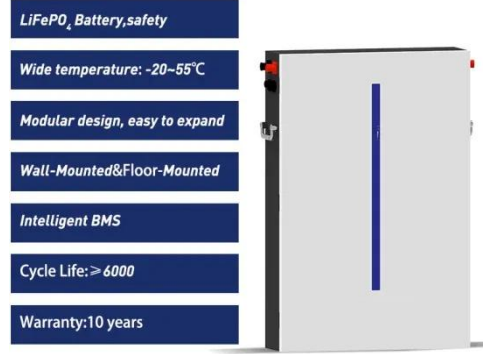 LiFePO₄ Battery,safety
Wide temperature: -20~55℃
Modular design, easy to expand
Wall-Mounted&Floor-Mounted
Intelligent BMS
Cycle Life:≥6000
Warranty:10 years